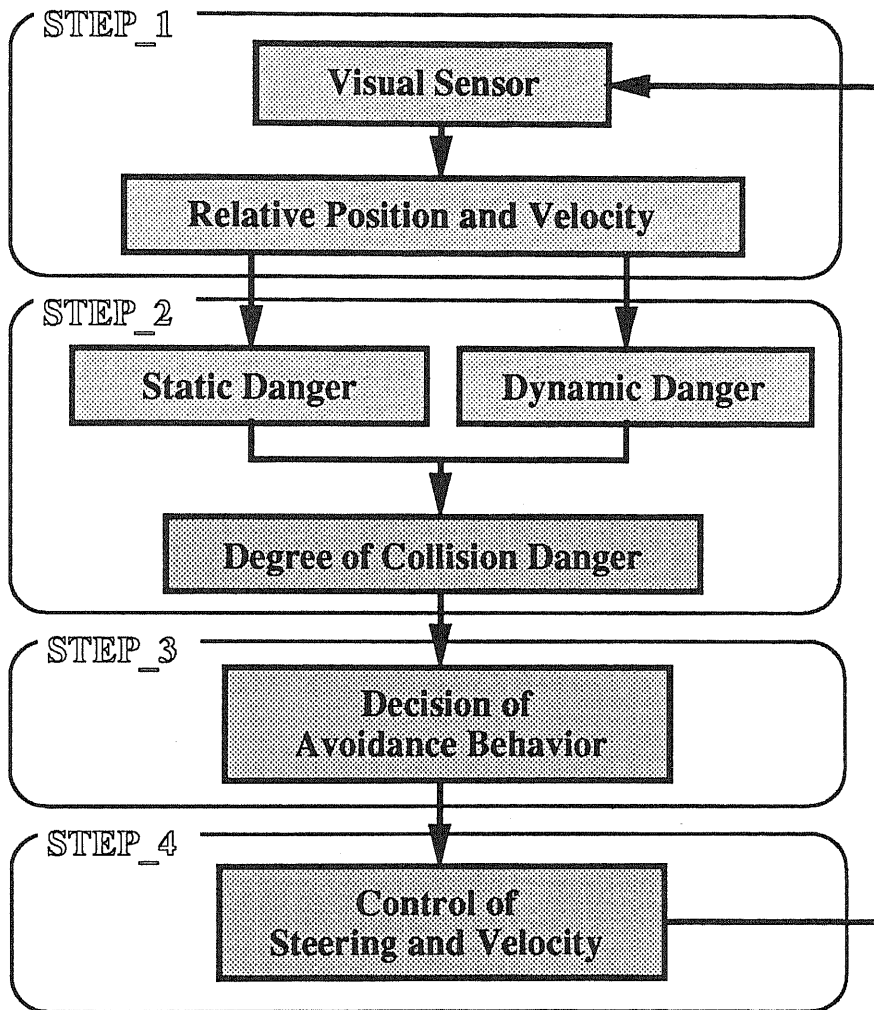 STEP_1
Visual Sensor
Relative Position and Velocity
STEP_2
Static Danger
Dynamic Danger
Degree of Collision Danger
STEP_3
Decision of
Avoidance Behavior
STEP_4
Control of
Steering and Velocity